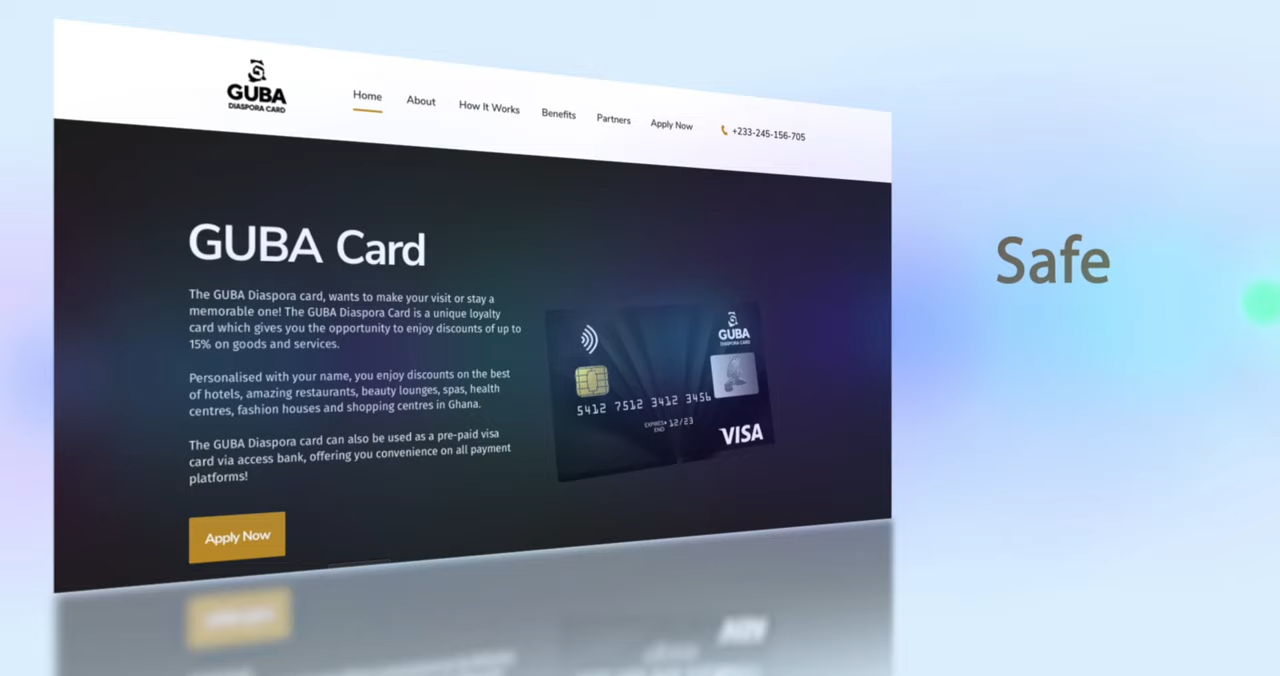 GUBA
DIASPORA CARD
Home
About
How It Works
Benefits
Partners
Apply Now
+233-245-156-705
Safe
GUBA Card
The GUBA Diaspora card, wants to make your visit or stay a
memorable one! The GUBA Diaspora Card is a unique loyalty
card which gives you the opportunity to enjoy discounts of up to
15% on goods and services.
Personalised with your name, you enjoy discounts on the best
of hotels, amazing restaurants, beauty lounges, spas, health
centres, fashion houses and shopping centres in Ghana.
The GUBA Diaspora card can also be used as a pre-paid visa
card via access bank, offering you convenience on all payment
platforms!
Apply Now
GUBA
DIASPORA CARD
5412 7512 3412 3456
EXPIRES
END
12/23
VISA